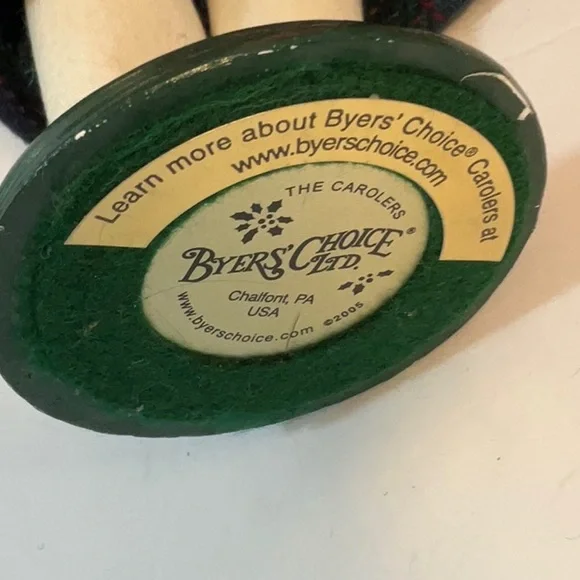 Learn more about Byers' Choice® Carolers at
www.byerschoice.com
THE CAROLERS
BYERS' CHOICE®
LTD.
Chalfont, PA
USA
www.byerschoice.com ©2005